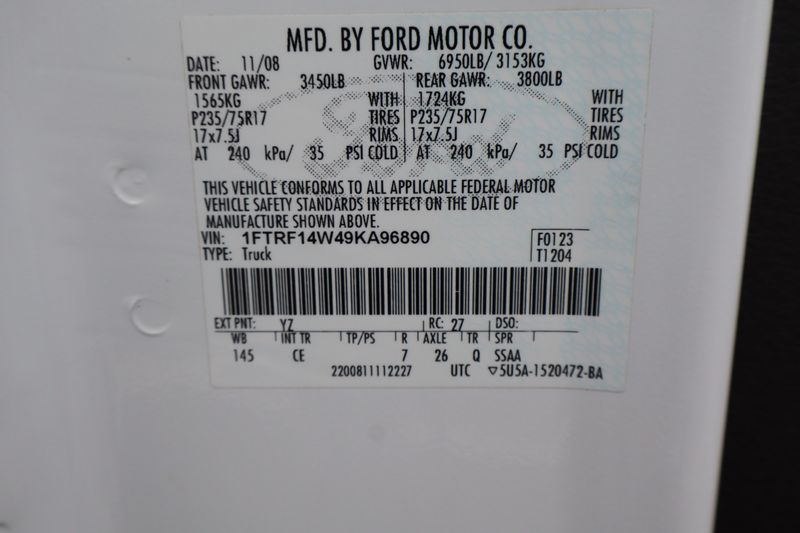 MFD. BY FORD MOTOR CO.
DATE: 11/08 GVWR: 6950LB/ 3153KG
FRONT GAWR: 3450LB REAR GAWR: 3800LB
1565KG WITH 1724KG WITH
P235/75R17 TIRES P235/75R17 TIRES
17x7.5J RIMS 17x7.5J RIMS
AT 240 kPa/ 35 PSI COLD AT 240 kPa/ 35 PSI COLD
Ford
THIS VEHICLE CONFORMS TO ALL APPLICABLE FEDERAL MOTOR
VEHICLE SAFETY STANDARDS IN EFFECT ON THE DATE OF
MANUFACTURE SHOWN ABOVE.
VIN: 1FTRF14W49KA96890 F0123
TYPE: Truck T1204
EXT PNT: YZ RC: 27 DSO:
WB INT TR TP/PS R AXLE TR SPR
145 CE 7 26 Q SSAA
2200811112227 UTC ▽5U5A-1520472-BA